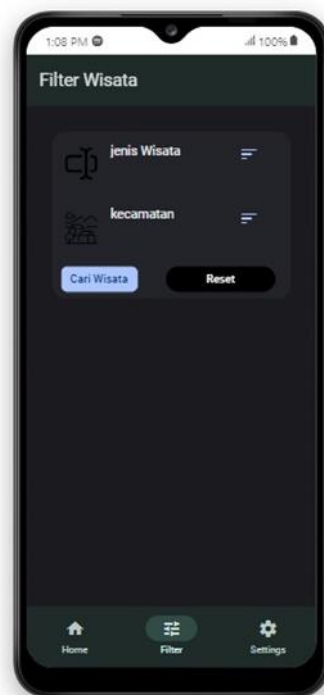 1:08 PM
100%
Filter Wisata
jenis Wisata
kecamatan
Cari Wisata
Reset
Home
Filter
Settings